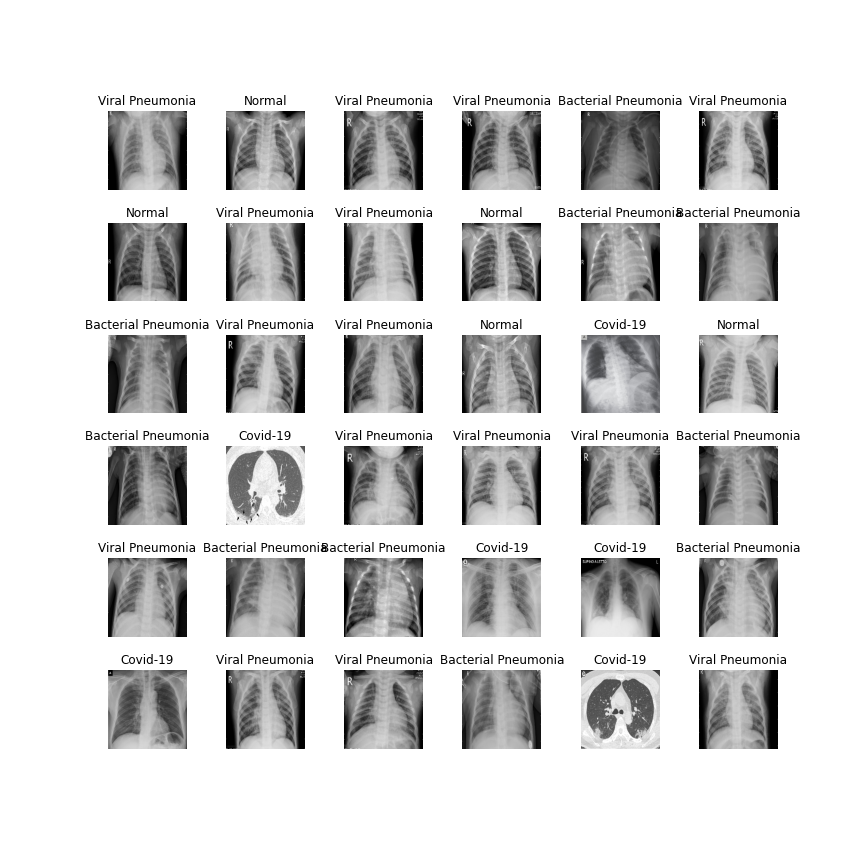 Viral Pneumonia Normal Viral Pneumonia Viral Pneumonia Bacterial Pneumonia Viral Pneumonia
R R R
Normal Viral Pneumonia Viral Pneumonia Normal Bacterial Pneumonia Bacterial Pneumonia
Bacterial Pneumonia Viral Pneumonia Viral Pneumonia Normal Covid-19 Normal
R
Bacterial Pneumonia Covid-19 Viral Pneumonia Viral Pneumonia Viral Pneumonia Bacterial Pneumonia
R R
Viral Pneumonia Bacterial Pneumonia Bacterial Pneumonia Covid-19 Covid-19 Bacterial Pneumonia
Covid-19 Viral Pneumonia Viral Pneumonia Bacterial Pneumonia Covid-19 Viral Pneumonia
R R